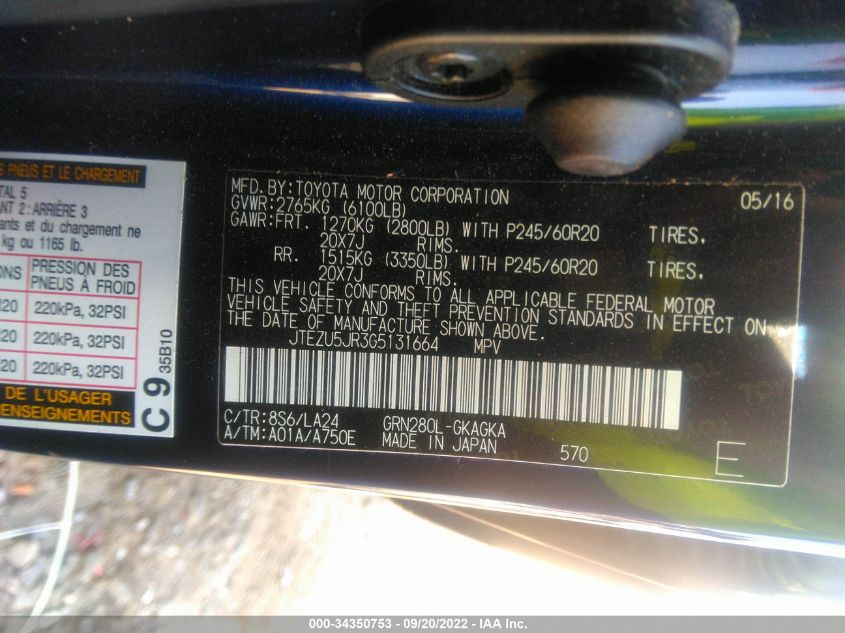 S PNEUS ET LE CHARGEMENT
TAL 5
ANT 2: ARRIÈRE 3
ants et du chargement ne
kg ou 1165 lb.
ONS PRESSION DES PNEUS À FROID
20 220kPa, 32PSI
20 220kPa, 32PSI
20 220kPa, 32PSI
DE L'USAGER
RENSEIGNEMENTS
C 9 35B10
MFD. BY: TOYOTA MOTOR CORPORATION 05/16
GVWR: 2765KG (6100LB)
GAWR: FRT. 1270KG (2800LB) WITH P245/60R20 TIRES.
20X7J RIMS.
RR. 1515KG (3350LB) WITH P245/60R20 TIRES.
20X7J RIMS.
THIS VEHICLE CONFORMS TO ALL APPLICABLE FEDERAL MOTOR
VEHICLE SAFETY AND THEFT PREVENTION STANDARDS IN EFFECT ON
THE DATE OF MANUFACTURE SHOWN ABOVE.
JTEZU5JR3G5131664 MPV
C/TR: 8S6/LA24 GRN280L-GKAGKA
A/TM: A01A/A750E MADE IN JAPAN 570 E
000-34350753 - 09/20/2022 - IAA Inc.